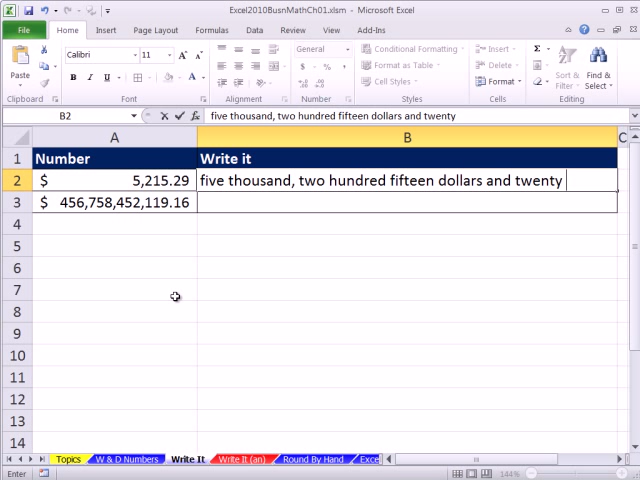 Excel2010BusnMathCh01.xlsm - Microsoft Excel
File Home Insert Page Layout Formulas Data Review View Add-Ins
Paste
Clipboard
Calibri 11 A A
B I U A
Font
Alignment
General
$ % ,
Number
Conditional Formatting
Format as Table
Cell Styles
Styles
Insert
Delete
Format
Cells
Σ
Sort & Filter
Find & Select
Editing
B2 fx five thousand, two hundred fifteen dollars and twenty
A B C
1 Number Write it
2 $ 5,215.29 five thousand, two hundred fifteen dollars and twenty
3 $ 456,758,452,119.16
4
5
6
7
8
9
10
11
12
13
14
Topics W & D Numbers Write It Write It (an) Round By Hand Exce
Enter 144%